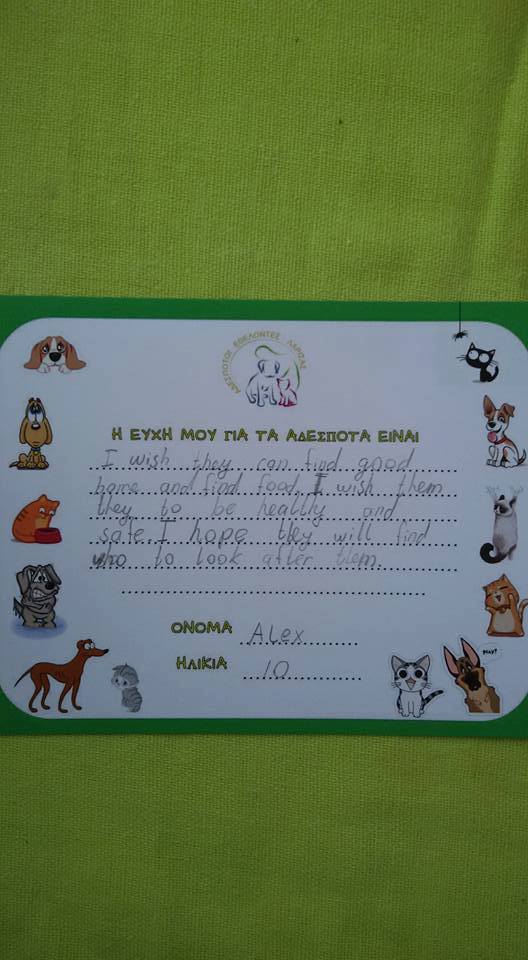 ΑΔΕΣΠΟΤΟΙ ΕΘΕΛΟΝΤΕΣ ΛΑΡΙΣΑΣ
Η ΕΥΧΗ ΜΟΥ ΓΙΑ ΤΑ ΑΔΕΣΠΟΤΑ ΕΙΝΑΙ
I wish they can find good
home and find food. I wish them
they to be healthy and
safe. I hope they will find
who to look after them.
ΟΝΟΜΑ Alex
ΗΛΙΚΙΑ 10
PLAY?